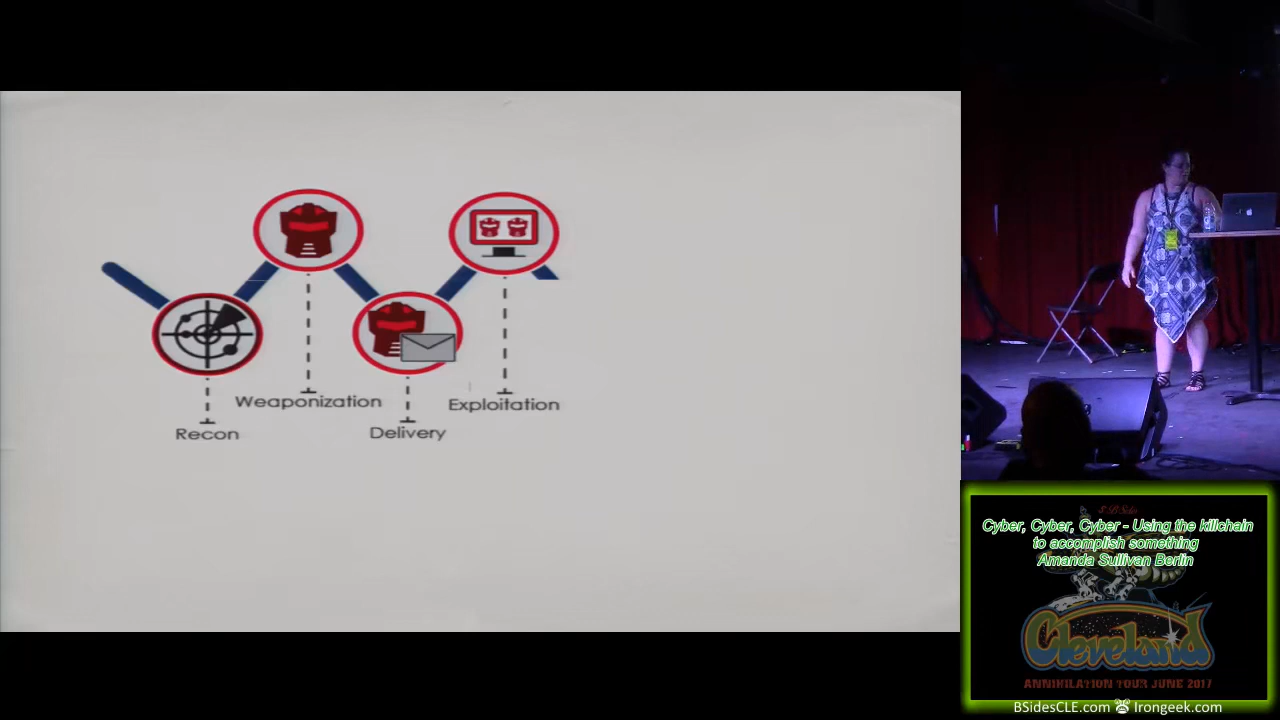 Weaponization
Exploitation
Recon
Delivery
Cyber, Cyber, Cyber - Using the killchain
to accomplish something
Amanda Sullivan Berlin
Cleveland
ANNIHILATION TOUR JUNE 2017
BSidesCLE.com Irongeek.com